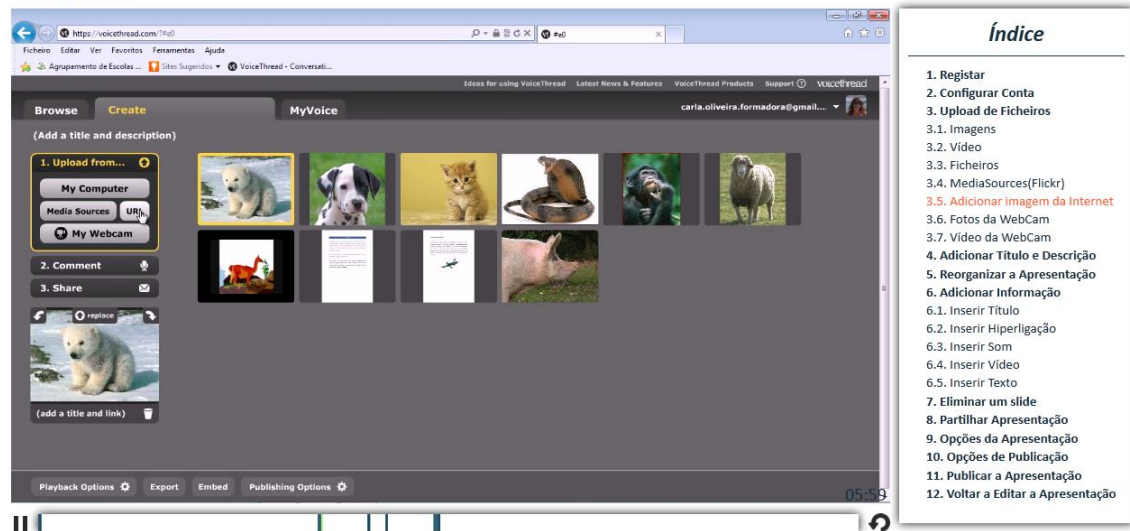 https://voicethread.com/?#e0
#e0
Ficheiro Editar Ver Favoritos Ferramentas Ajuda
Agrupamento de Escolas ... Sites Sugeridos VoiceThread - Conversati...
Ideas for using VoiceThread Latest News & Features VoiceThread Products Support voicethread
Browse Create MyVoice
carla.oliveira.formadora@gmail....
(Add a title and description)
1. Upload from...
My Computer
Media Sources URL
My Webcam
2. Comment
3. Share
replace
(add a title and link)
Playback Options Export Embed Publishing Options
05:59
Índice
1. Registar
2. Configurar Conta
3. Upload de Ficheiros
3.1. Imagens
3.2. Vídeo
3.3. Ficheiros
3.4. MediaSources(Flickr)
3.5. Adicionar imagem da Internet
3.6. Fotos da WebCam
3.7. Vídeo da WebCam
4. Adicionar Título e Descrição
5. Reorganizar a Apresentação
6. Adicionar Informação
6.1. Inserir Título
6.2. Inserir Hiperligação
6.3. Inserir Som
6.4. Inserir Vídeo
6.5. Inserir Texto
7. Eliminar um slide
8. Partilhar Apresentação
9. Opções da Apresentação
10. Opções de Publicação
11. Publicar a Apresentação
12. Voltar a Editar a Apresentação